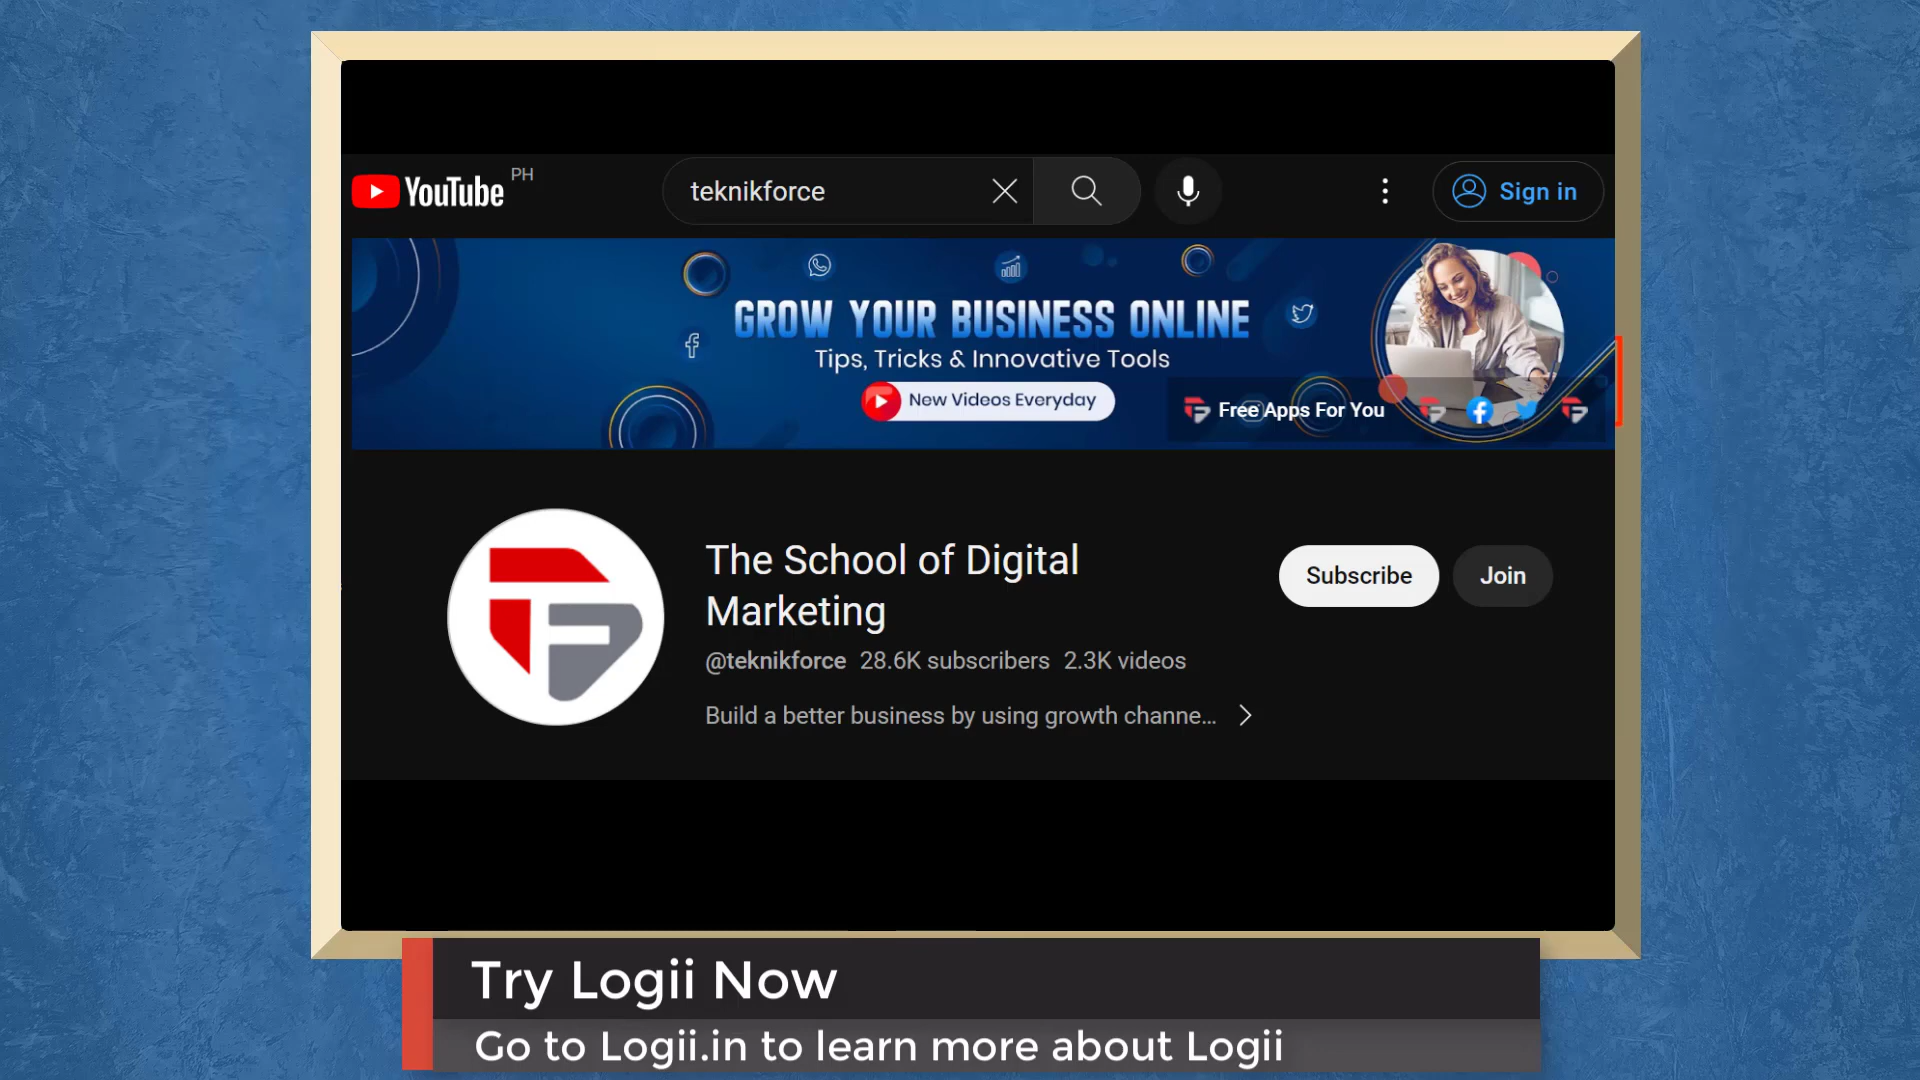 YouTube PH
teknikforce
Sign in
GROW YOUR BUSINESS ONLINE
Tips, Tricks & Innovative Tools
New Videos Everyday
Free Apps For You
The School of Digital
Marketing
Subscribe
Join
@teknikforce 28.6K subscribers 2.3K videos
Build a better business by using growth channe...
Try Logii Now
Go to Logii.in to learn more about Logii